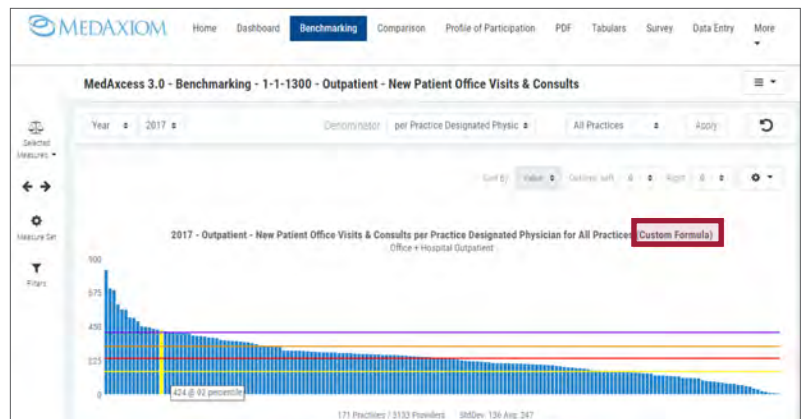 MEDAXIOM Home Dashboard Benchmarking Comparison Profile of Participation PDF Tabulars Survey Data Entry More
MedAxcess 3.0 - Benchmarking - 1-1-1300 - Outpatient - New Patient Office Visits & Consults
Year 2017 Denominator per Practice Designated Physic All Practices Apply
Selected
Measures
Sort By Value Outliers: Left 0 Right 0
Measure Set
Filters
2017 - Outpatient - New Patient Office Visits & Consults per Practice Designated Physician for All Practices (Custom Formula)
Office + Hospital Outpatient
900
675
450
225
0
424 @ 92 percentile
171 Practices / 3133 Providers StdDev: 136 Avg: 247